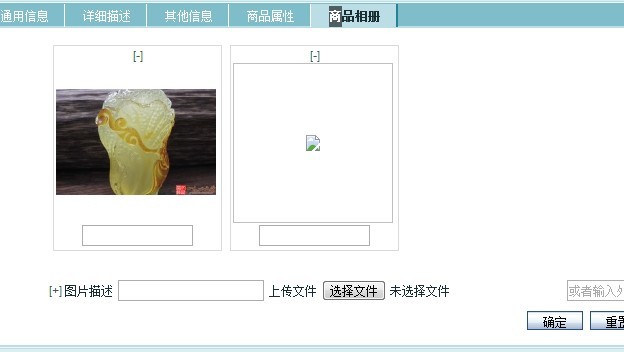 通用信息 详细描述 其他信息 商品属性 商品相册
[-] [-]
[+] 图片描述 上传文件 选择文件 未选择文件 或者输入外
确定 重置